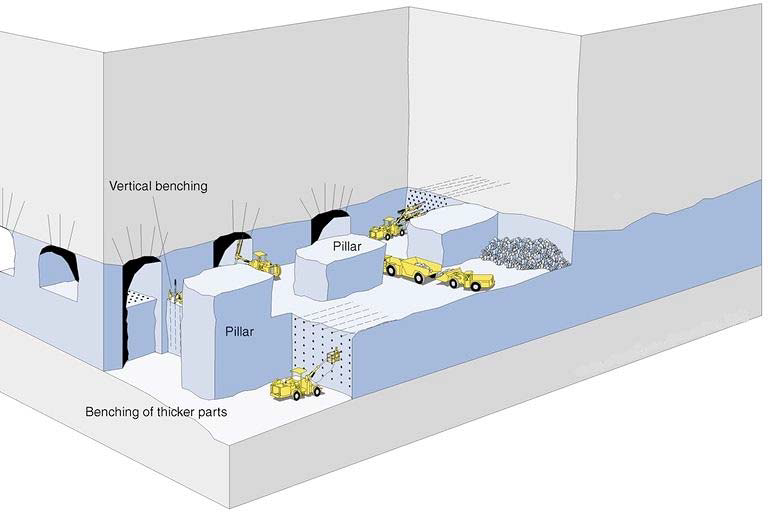 Vertical benching
Pillar
Pillar
Benching of thicker parts